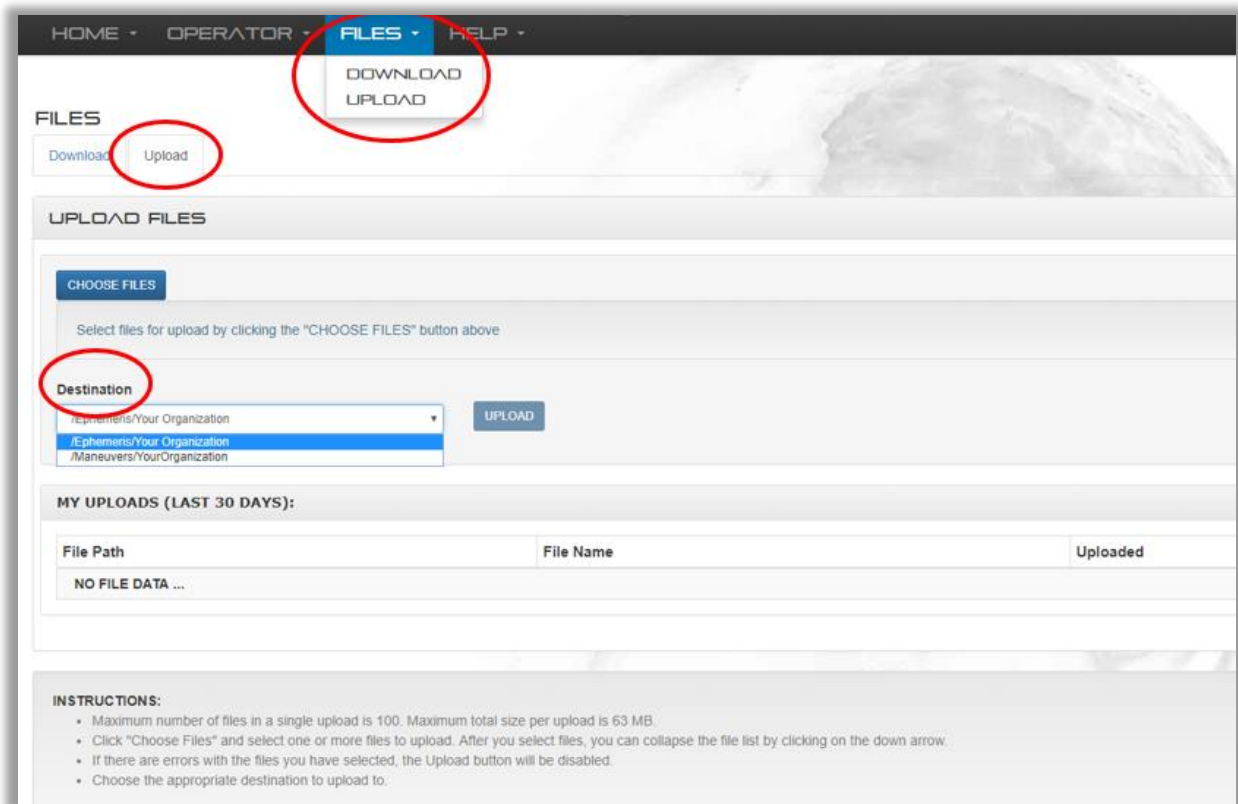 HOME OPERATOR FILES HELP
DOWNLOAD
UPLOAD
FILES
Download Upload
UPLOAD FILES
CHOOSE FILES
Select files for upload by clicking the "CHOOSE FILES" button above
Destination
/Ephemeris/Your Organization UPLOAD
/Ephemeris/Your Organization
/Maneuvers/YourOrganization
MY UPLOADS (LAST 30 DAYS):
File Path File Name Uploaded
NO FILE DATA ...
INSTRUCTIONS:
• Maximum number of files in a single upload is 100. Maximum total size per upload is 63 MB.
• Click "Choose Files" and select one or more files to upload. After you select files, you can collapse the file list by clicking on the down arrow.
• If there are errors with the files you have selected, the Upload button will be disabled.
• Choose the appropriate destination to upload to.